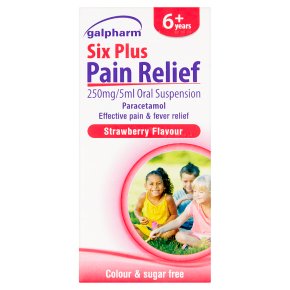 galpharm
6+
years
Six Plus
Pain Relief
250mg/5ml Oral Suspension
Paracetamol
Effective pain & fever relief
Strawberry Flavour
Colour & sugar free